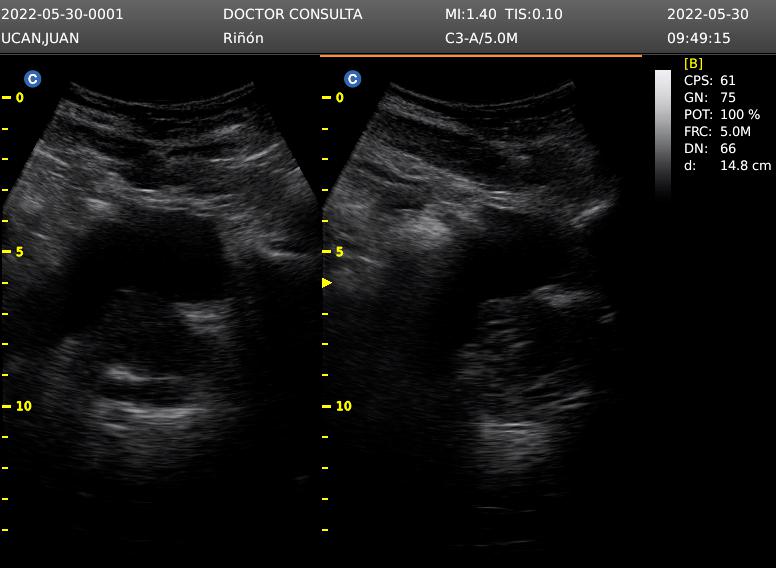 2022-05-30-0001 DOCTOR CONSULTA MI:1.40 TIS:0.10 2022-05-30
UCAN,JUAN Riñón C3-A/5.0M 09:49:15
[B]
CPS: 61
GN: 75
POT: 100 %
FRC: 5.0M
DN: 66
d: 14.8 cm
C
0
5
10
C
0
5
10